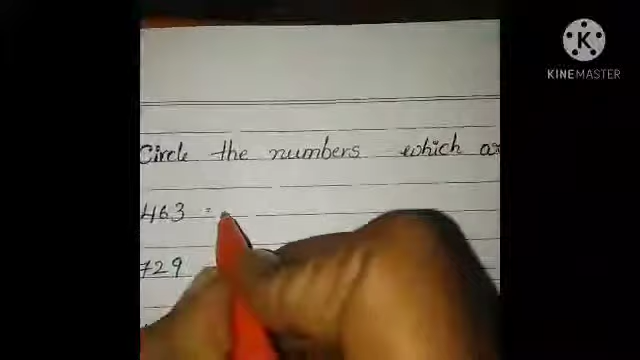 KINEMASTER
Circle the numbers which
463 =
729